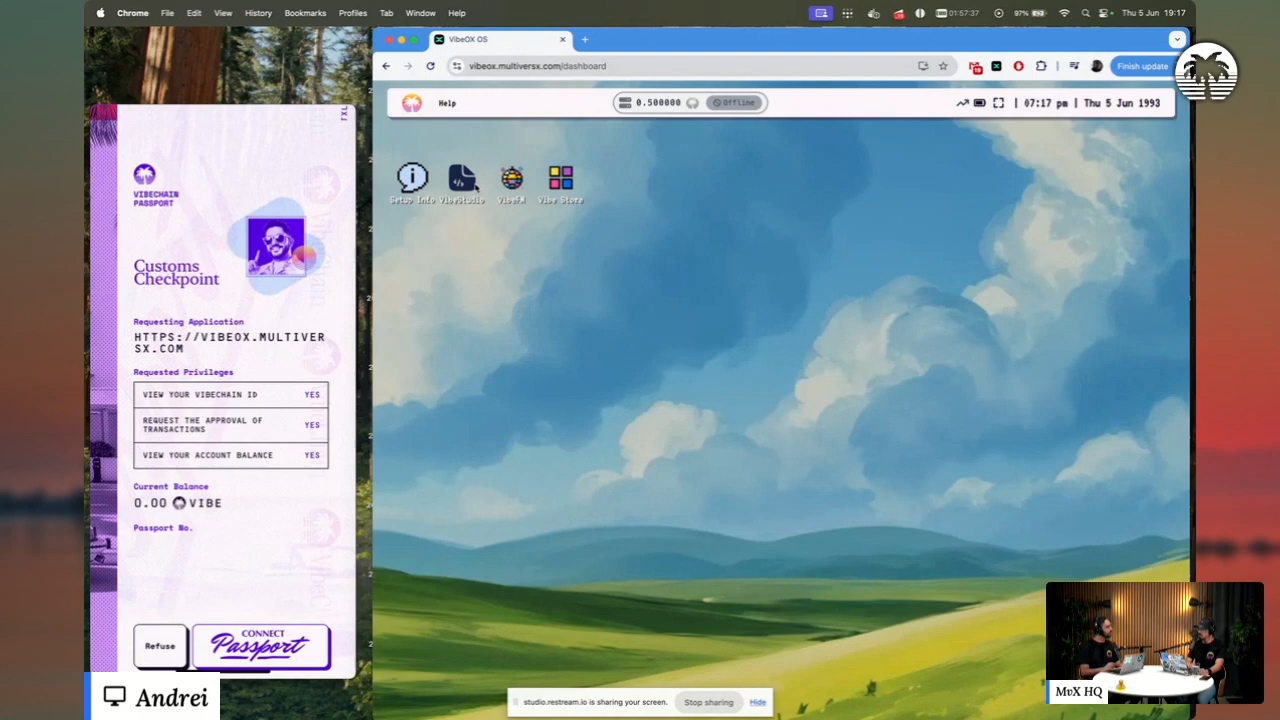 Chrome File Edit View History Bookmarks Profiles Tab Window Help
01:57:37 97% Thu 5 Jun 19:17
VibeOX OS
vibeox.multiversx.com/dashboard
Finish update
Help
0.500000 Offline
07:17 pm | Thu 5 Jun 1993
Setup Info VibeStudio VibeFM Vibe Store
VIBECHAIN
PASSPORT
Customs
Checkpoint
Requesting Application
HTTPS://VIBEOX.MULTIVER
SX.COM
Requested Privileges
VIEW YOUR VIBECHAIN ID YES
REQUEST THE APPROVAL OF
TRANSACTIONS YES
VIEW YOUR ACCOUNT BALANCE YES
Current Balance
0.00 VIBE
Passport No.
Refuse
CONNECT
Passport
Andrei
studio.restream.io is sharing your screen. Stop sharing Hide
MvX HQ